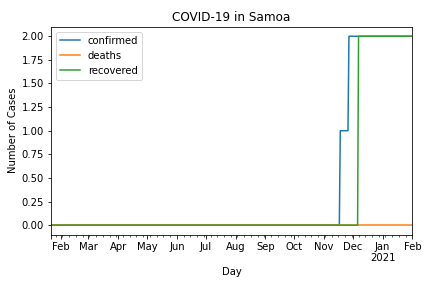 COVID-19 in Samoa
confirmed
deaths
recovered
Number of Cases
2.00
1.75
1.50
1.25
1.00
0.75
0.50
0.25
0.00
Feb Mar Apr May Jun Jul Aug Sep Oct Nov Dec Jan Feb
2021
Day